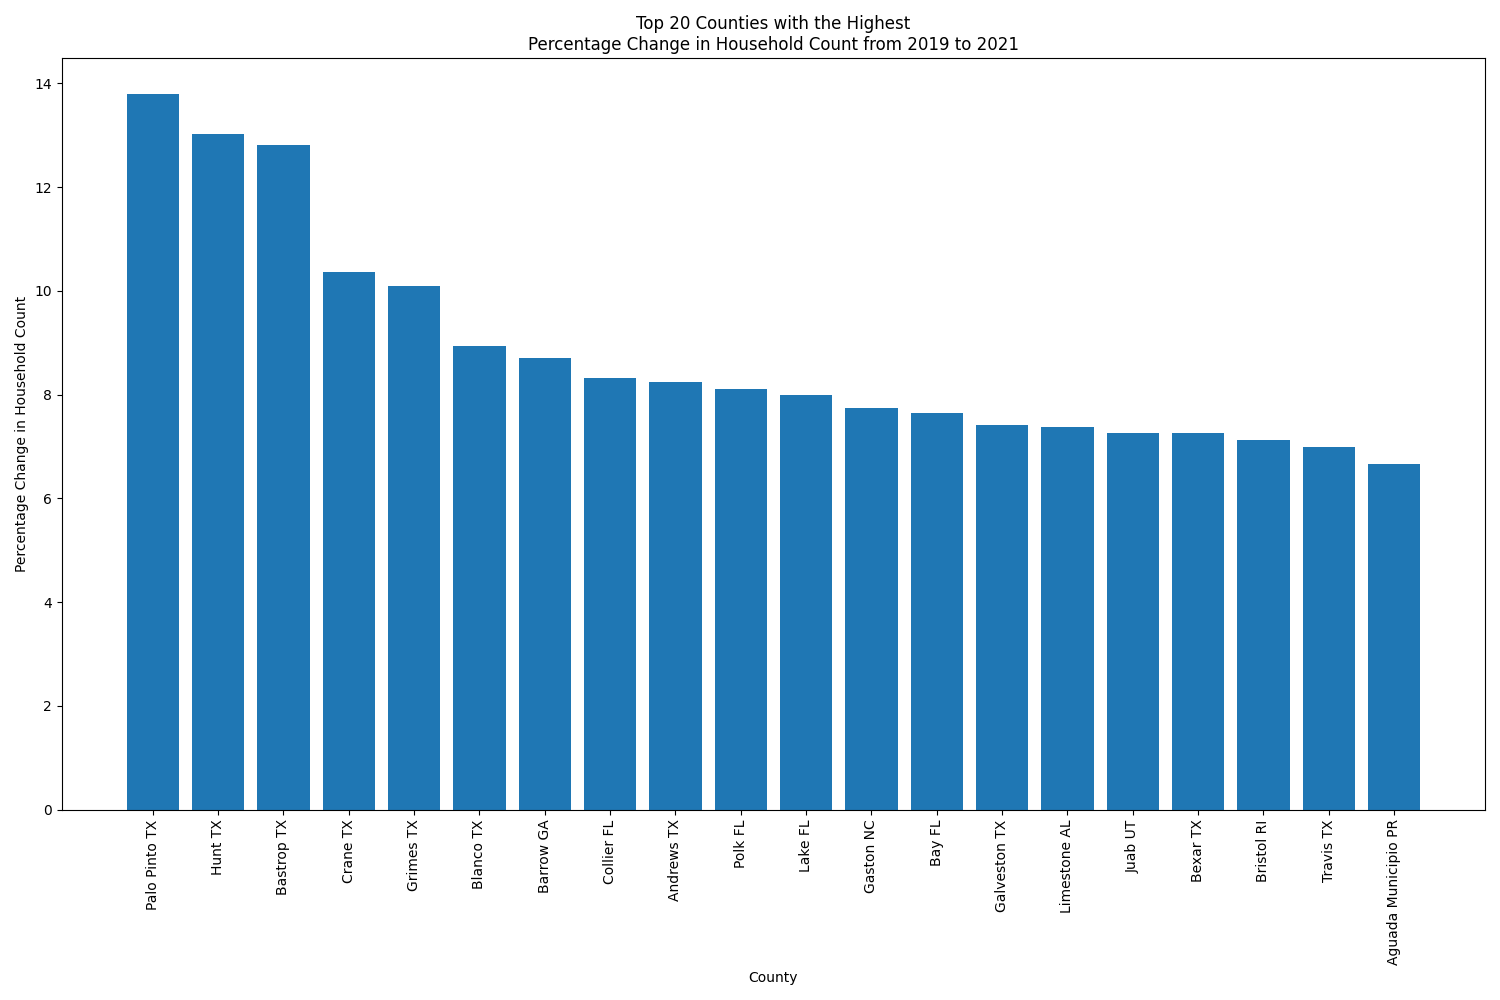 Top 20 Counties with the Highest
Percentage Change in Household Count from 2019 to 2021
Percentage Change in Household Count
14
12
10
8
6
4
2
0
Palo Pinto TX
Hunt TX
Bastrop TX
Crane TX
Grimes TX
Blanco TX
Barrow GA
Collier FL
Andrews TX
Polk FL
Lake FL
Gaston NC
Bay FL
Galveston TX
Limestone AL
Juab UT
Bexar TX
Bristol RI
Travis TX
Aguada Municipio PR
County